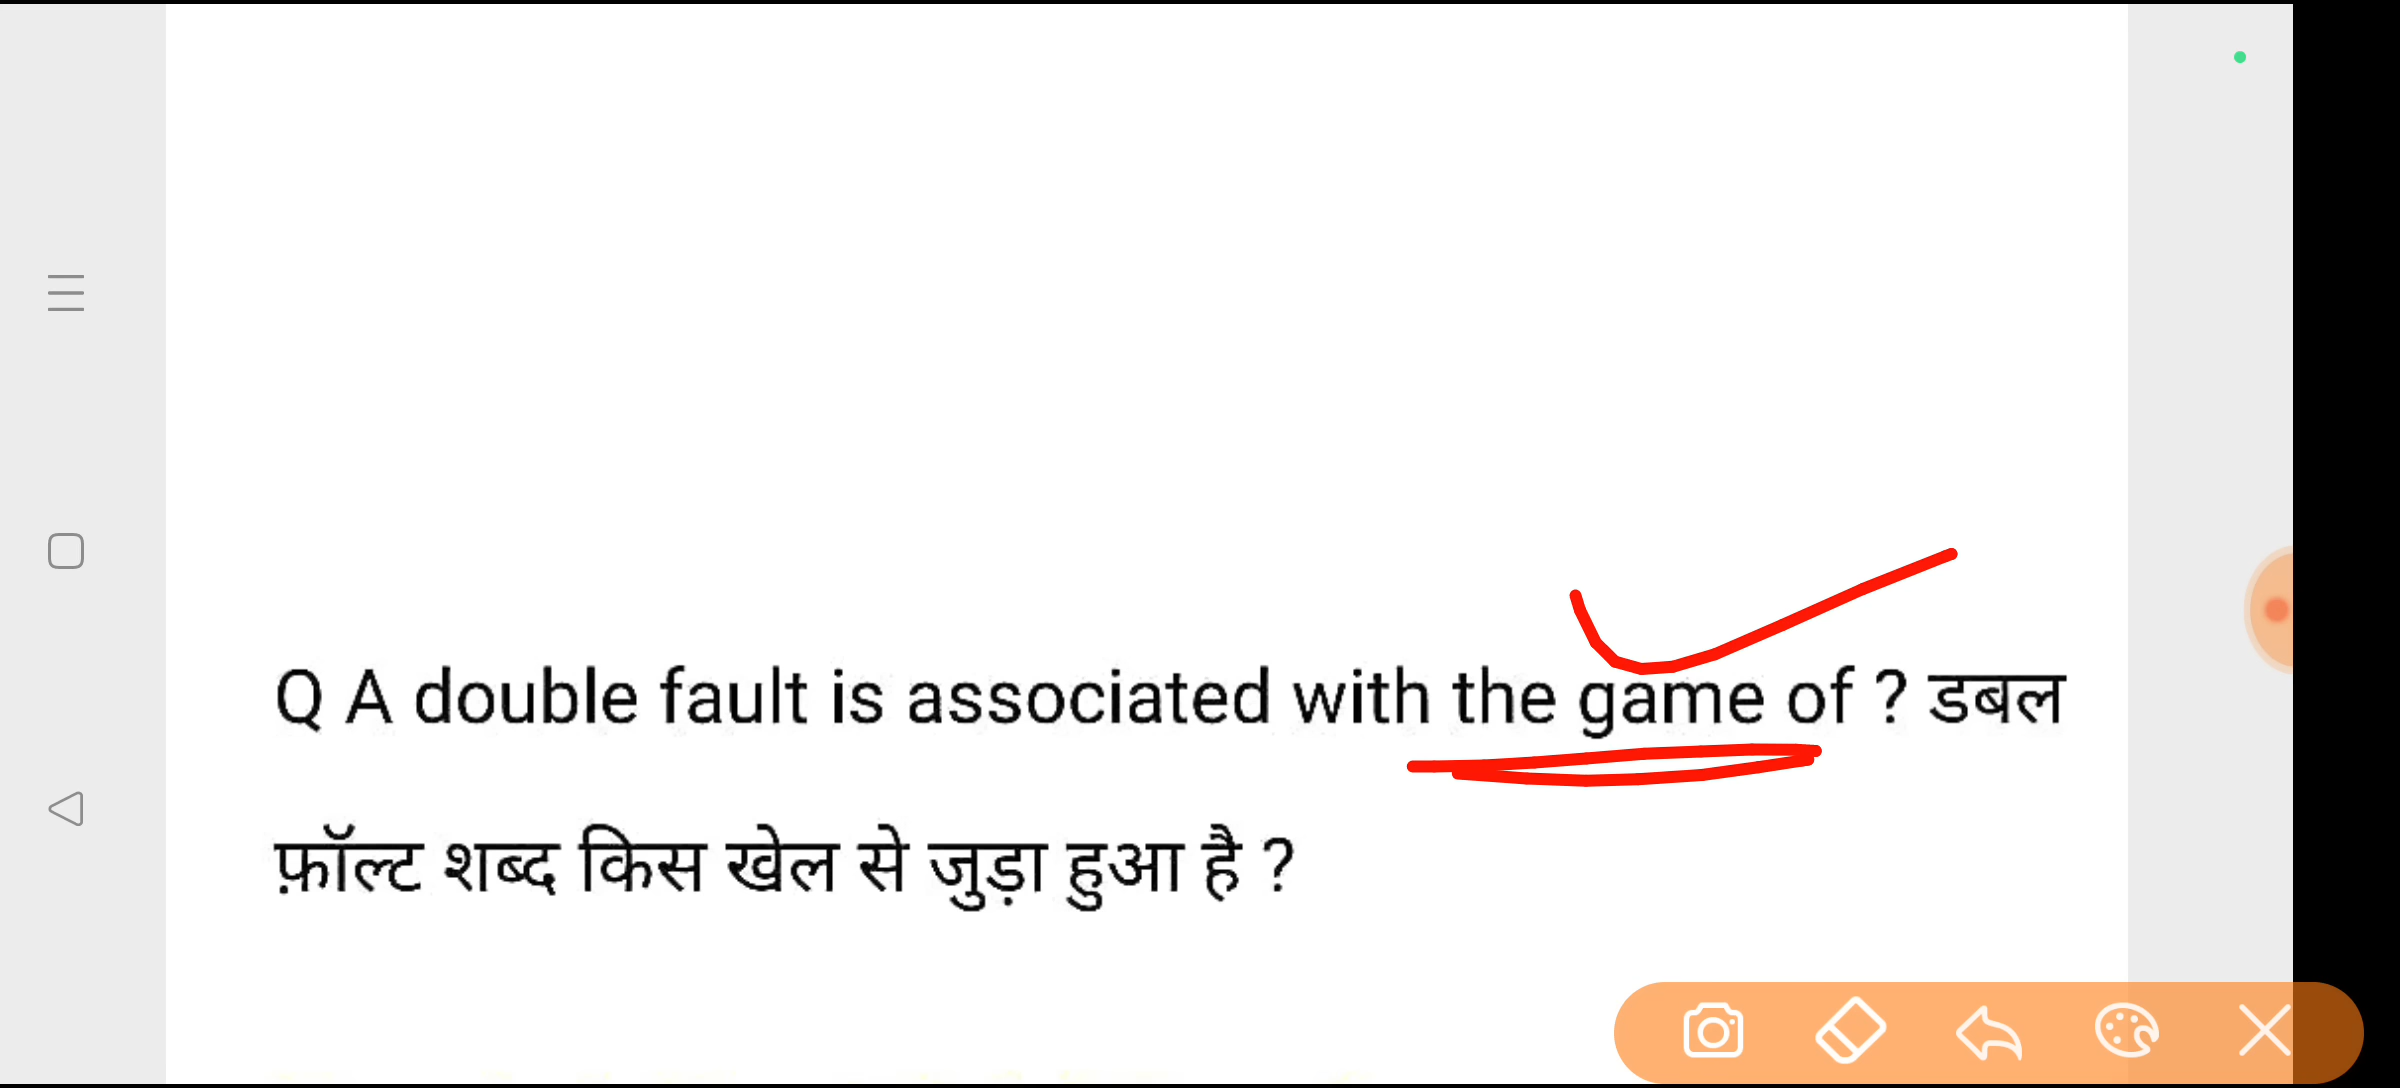 Q A double fault is associated with the game of ? डबल
फ़ॉल्ट शब्द किस खेल से जुड़ा हुआ है ?